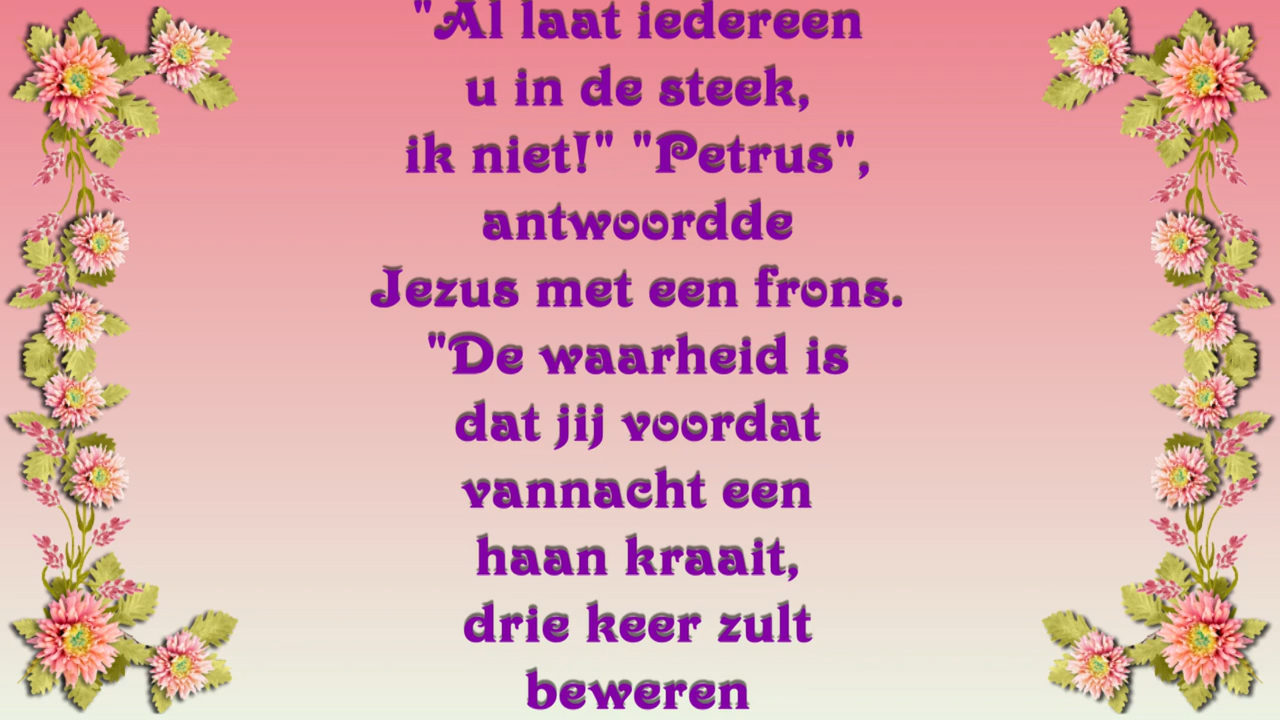 "Al laat iedereen
u in de steek,
ik niet!" "Petrus",
antwoordde
Jezus met een frons.
"De waarheid is
dat jij voordat
vannacht een
haan kraait,
drie keer zult
beweren